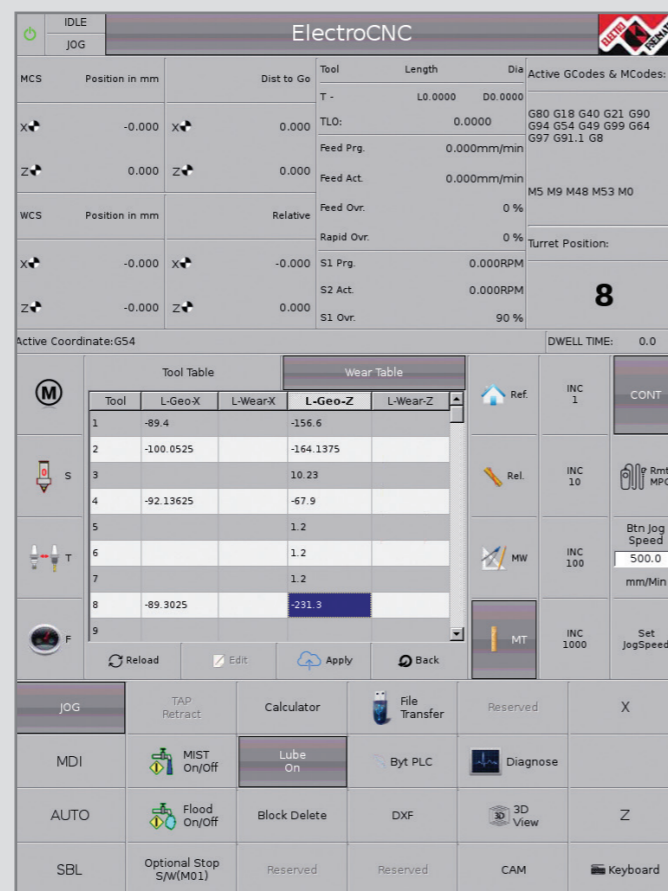 IDLE
JOG
ElectroCNC
MCS Position in mm Dist to Go
X -0.000 X 0.000
Z 0.000 Z 0.000
WCS Position in mm Relative
X -0.000 X -0.000
Z -0.000 Z 0.000
Tool Length Dia
T - L0.0000 D0.0000
TLO: 0.0000
Feed Prg. 0.000mm/min
Feed Act. 0.000mm/min
Feed Ovr. 0 %
Rapid Ovr. 0 %
S1 Prg. 0.000RPM
S2 Act. 0.000RPM
S1 Ovr. 90 %
Active GCodes & MCodes:
G80 G18 G40 G21 G90
G94 G54 G49 G99 G64
G97 G91.1 G8
M5 M9 M48 M53 M0
Turret Position:
8
Active Coordinate:G54
DWELL TIME: 0.0
M
S
T
F
Tool Table Wear Table
Tool L-Geo-X L-Wear-X L-Geo-Z L-Wear-Z
1 -89.4 -156.6
2 -100.0525 -164.1375
3 10.23
4 -92.13625 -67.9
5 1.2
6 1.2
7 1.2
8 -89.3025 -231.3
9
Reload Edit Apply Back
Ref.
Rel.
MW
MT
INC
1
INC
10
INC
100
INC
1000
CONT
Rmt
MPG
Btn Jog
Speed
500.0
mm/Min
Set
JogSpeed
JOG
TAP
Retract
Calculator
File
Transfer
Reserved
X
MDI
MIST
On/Off
Lube
On
Byt PLC
Diagnose
AUTO
Flood
On/Off
Block Delete
DXF
3D
3D
View
Z
SBL
Optional Stop
S/W(M01)
Reserved
Reserved
CAM
Keyboard